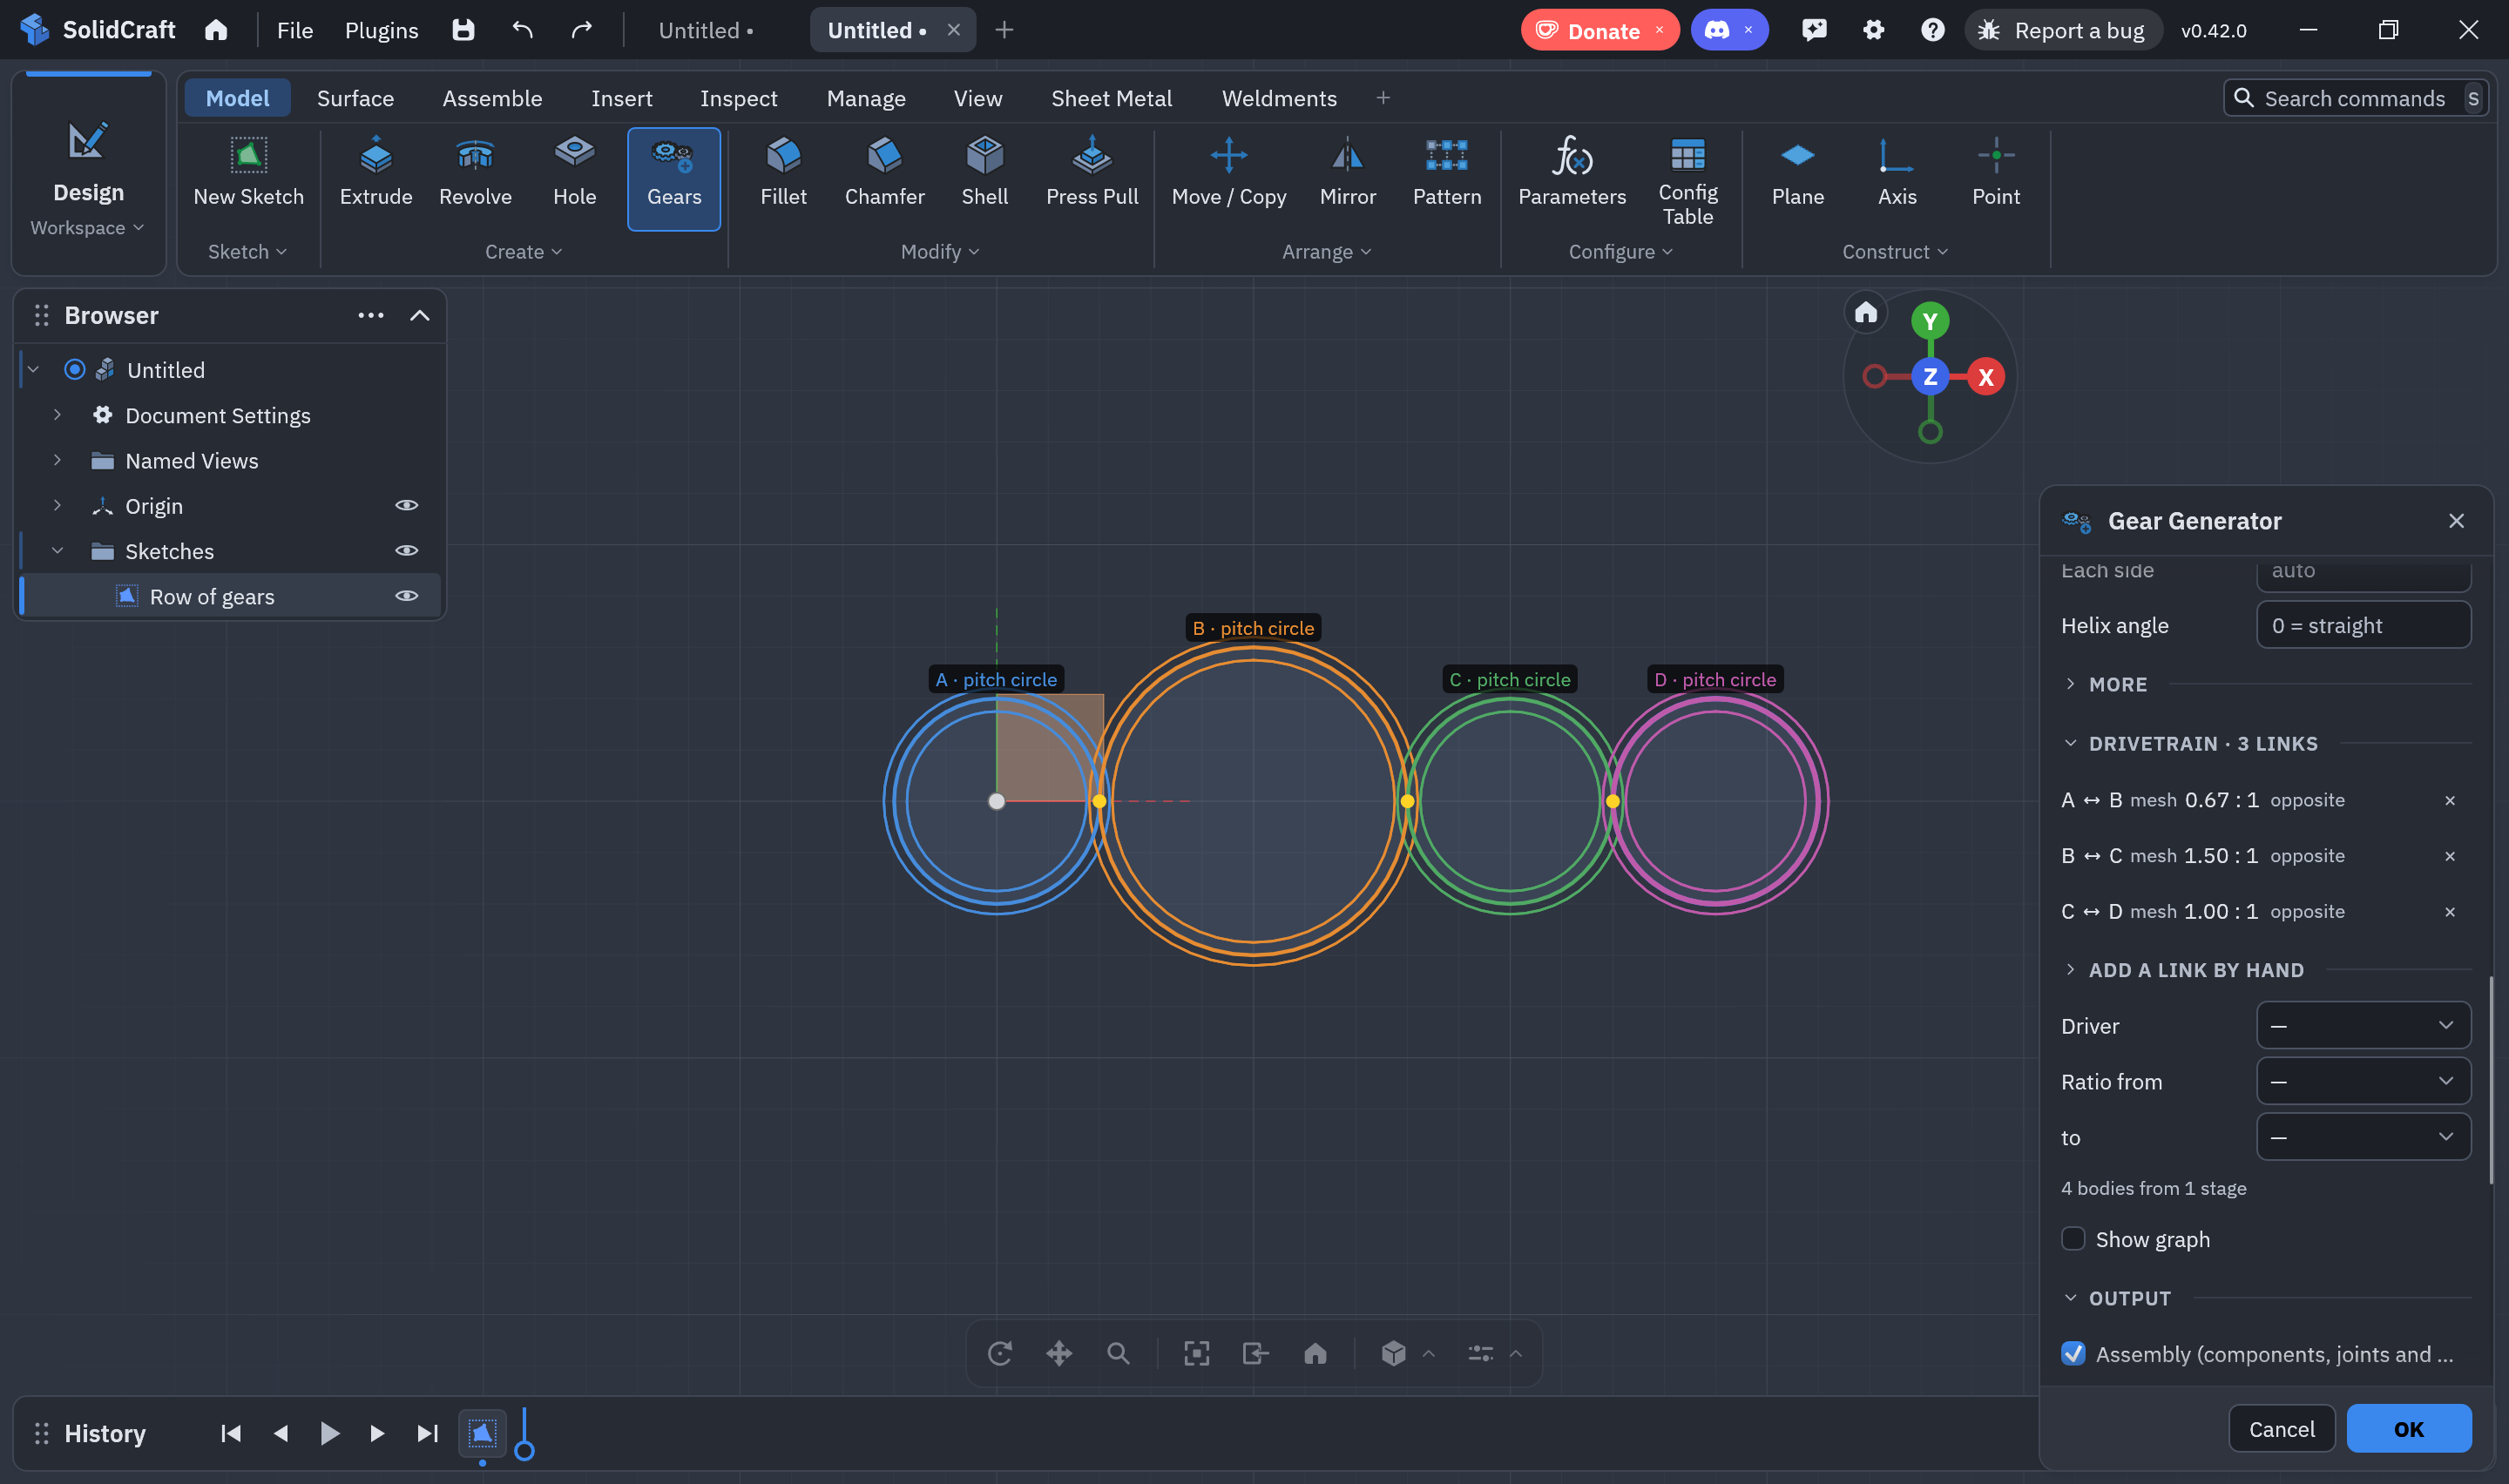 SolidCraft
File
Plugins
Untitled •
Untitled •
Donate ×
×
Report a bug
v0.42.0
Design
Workspace
Model
Surface
Assemble
Insert
Inspect
Manage
View
Sheet Metal
Weldments
Search commands S
New Sketch
Extrude
Revolve
Hole
Gears
Fillet
Chamfer
Shell
Press Pull
Move / Copy
Mirror
Pattern
Parameters
Config
Table
Plane
Axis
Point
Sketch
Create
Modify
Arrange
Configure
Construct
Browser
Untitled
Document Settings
Named Views
Origin
Sketches
Row of gears
Y
Z
X
A · pitch circle
B · pitch circle
C · pitch circle
D · pitch circle
Gear Generator
Each side auto
Helix angle 0 = straight
MORE
DRIVETRAIN · 3 LINKS
A ↔ B mesh 0.67 : 1 opposite ×
B ↔ C mesh 1.50 : 1 opposite ×
C ↔ D mesh 1.00 : 1 opposite ×
ADD A LINK BY HAND
Driver —
Ratio from —
to —
4 bodies from 1 stage
Show graph
OUTPUT
Assembly (components, joints and ...
Cancel
OK
History